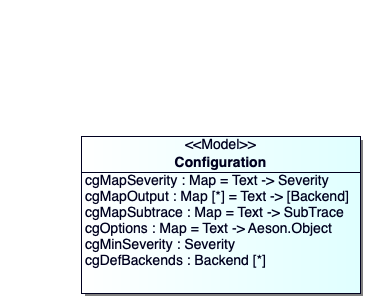 <<Model>>
Configuration
cgMapSeverity : Map = Text -> Severity
cgMapOutput : Map [*] = Text -> [Backend]
cgMapSubtrace : Map = Text -> SubTrace
cgOptions : Map = Text -> Aeson.Object
cgMinSeverity : Severity
cgDefBackends : Backend [*]